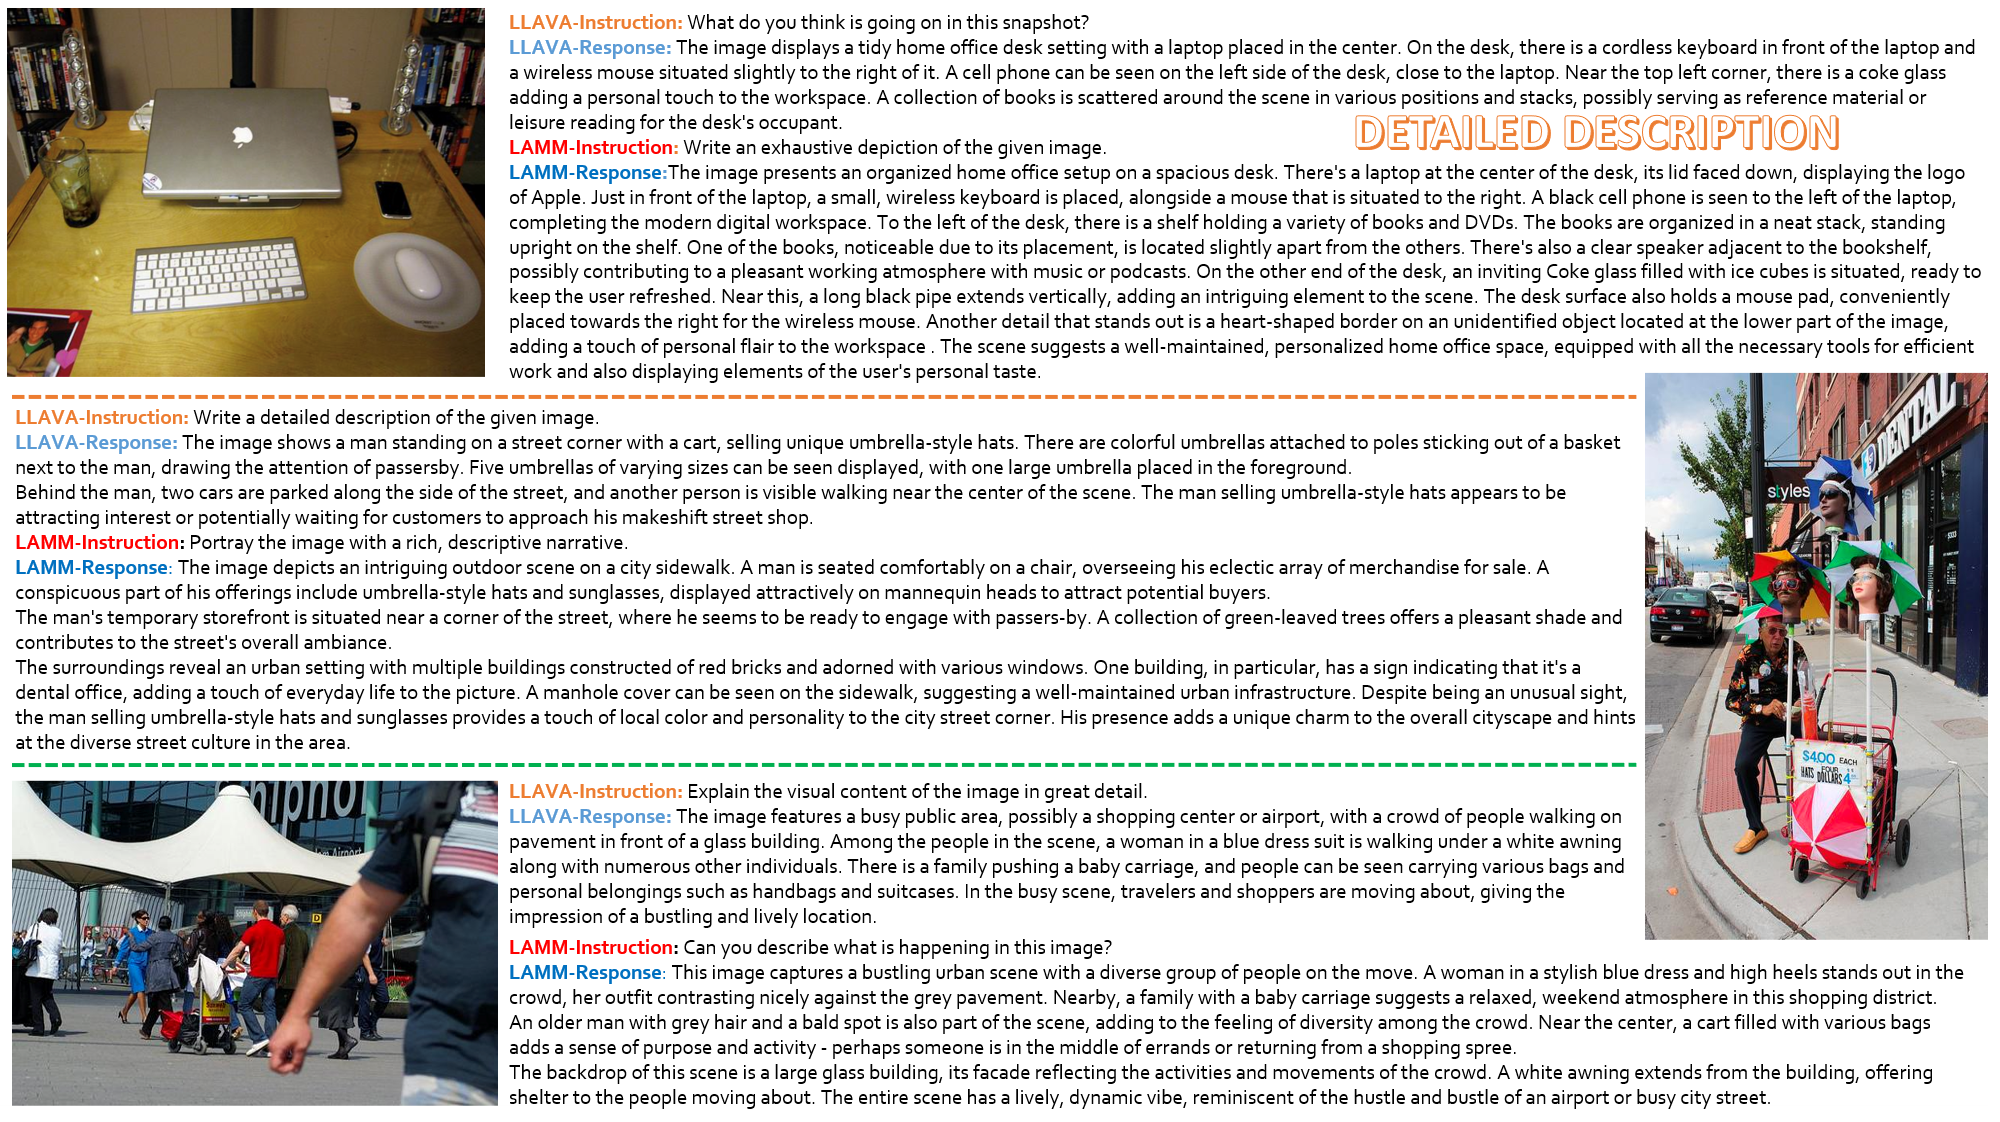 LLAVA-Instruction: What do you think is going on in this snapshot?
LLAVA-Response: The image displays a tidy home office desk setting with a laptop placed in the center. On the desk, there is a cordless keyboard in front of the laptop and
a wireless mouse situated slightly to the right of it. A cell phone can be seen on the left side of the desk, close to the laptop. Near the top left corner, there is a coke glass
adding a personal touch to the workspace. A collection of books is scattered around the scene in various positions and stacks, possibly serving as reference material or
leisure reading for the desk's occupant.
DETAILED DESCRIPTION
LAMM-Instruction: Write an exhaustive depiction of the given image.
LAMM-Response:The image presents an organized home office setup on a spacious desk. There's a laptop at the center of the desk, its lid faced down, displaying the logo
of Apple. Just in front of the laptop, a small, wireless keyboard is placed, alongside a mouse that is situated to the right. A black cell phone is seen to the left of the laptop,
completing the modern digital workspace. To the left of the desk, there is a shelf holding a variety of books and DVDs. The books are organized in a neat stack, standing
upright on the shelf. One of the books, noticeable due to its placement, is located slightly apart from the others. There's also a clear speaker adjacent to the bookshelf,
possibly contributing to a pleasant working atmosphere with music or podcasts. On the other end of the desk, an inviting Coke glass filled with ice cubes is situated, ready to
keep the user refreshed. Near this, a long black pipe extends vertically, adding an intriguing element to the scene. The desk surface also holds a mouse pad, conveniently
placed towards the right for the wireless mouse. Another detail that stands out is a heart-shaped border on an unidentified object located at the lower part of the image,
adding a touch of personal flair to the workspace . The scene suggests a well-maintained, personalized home office space, equipped with all the necessary tools for efficient
work and also displaying elements of the user's personal taste.
LLAVA-Instruction: Write a detailed description of the given image.
LLAVA-Response: The image shows a man standing on a street corner with a cart, selling unique umbrella-style hats. There are colorful umbrellas attached to poles sticking out of a basket
next to the man, drawing the attention of passersby. Five umbrellas of varying sizes can be seen displayed, with one large umbrella placed in the foreground.
Behind the man, two cars are parked along the side of the street, and another person is visible walking near the center of the scene. The man selling umbrella-style hats appears to be
attracting interest or potentially waiting for customers to approach his makeshift street shop.
LAMM-Instruction: Portray the image with a rich, descriptive narrative.
LAMM-Response: The image depicts an intriguing outdoor scene on a city sidewalk. A man is seated comfortably on a chair, overseeing his eclectic array of merchandise for sale. A
conspicuous part of his offerings include umbrella-style hats and sunglasses, displayed attractively on mannequin heads to attract potential buyers.
The man's temporary storefront is situated near a corner of the street, where he seems to be ready to engage with passers-by. A collection of green-leaved trees offers a pleasant shade and
contributes to the street's overall ambiance.
The surroundings reveal an urban setting with multiple buildings constructed of red bricks and adorned with various windows. One building, in particular, has a sign indicating that it's a
dental office, adding a touch of everyday life to the picture. A manhole cover can be seen on the sidewalk, suggesting a well-maintained urban infrastructure. Despite being an unusual sight,
the man selling umbrella-style hats and sunglasses provides a touch of local color and personality to the city street corner. His presence adds a unique charm to the overall cityscape and hints
at the diverse street culture in the area.
DENTAL
styles
$4.00 EACH
FOUR
HATS DOLLARS 4
LLAVA-Instruction: Explain the visual content of the image in great detail.
LLAVA-Response: The image features a busy public area, possibly a shopping center or airport, with a crowd of people walking on
pavement in front of a glass building. Among the people in the scene, a woman in a blue dress suit is walking under a white awning
along with numerous other individuals. There is a family pushing a baby carriage, and people can be seen carrying various bags and
personal belongings such as handbags and suitcases. In the busy scene, travelers and shoppers are moving about, giving the
impression of a bustling and lively location.
LAMM-Instruction: Can you describe what is happening in this image?
LAMM-Response: This image captures a bustling urban scene with a diverse group of people on the move. A woman in a stylish blue dress and high heels stands out in the
crowd, her outfit contrasting nicely against the grey pavement. Nearby, a family with a baby carriage suggests a relaxed, weekend atmosphere in this shopping district.
An older man with grey hair and a bald spot is also part of the scene, adding to the feeling of diversity among the crowd. Near the center, a cart filled with various bags
adds a sense of purpose and activity - perhaps someone is in the middle of errands or returning from a shopping spree.
The backdrop of this scene is a large glass building, its facade reflecting the activities and movements of the crowd. A white awning extends from the building, offering
shelter to the people moving about. The entire scene has a lively, dynamic vibe, reminiscent of the hustle and bustle of an airport or busy city street.
hiphol
am Airport
D